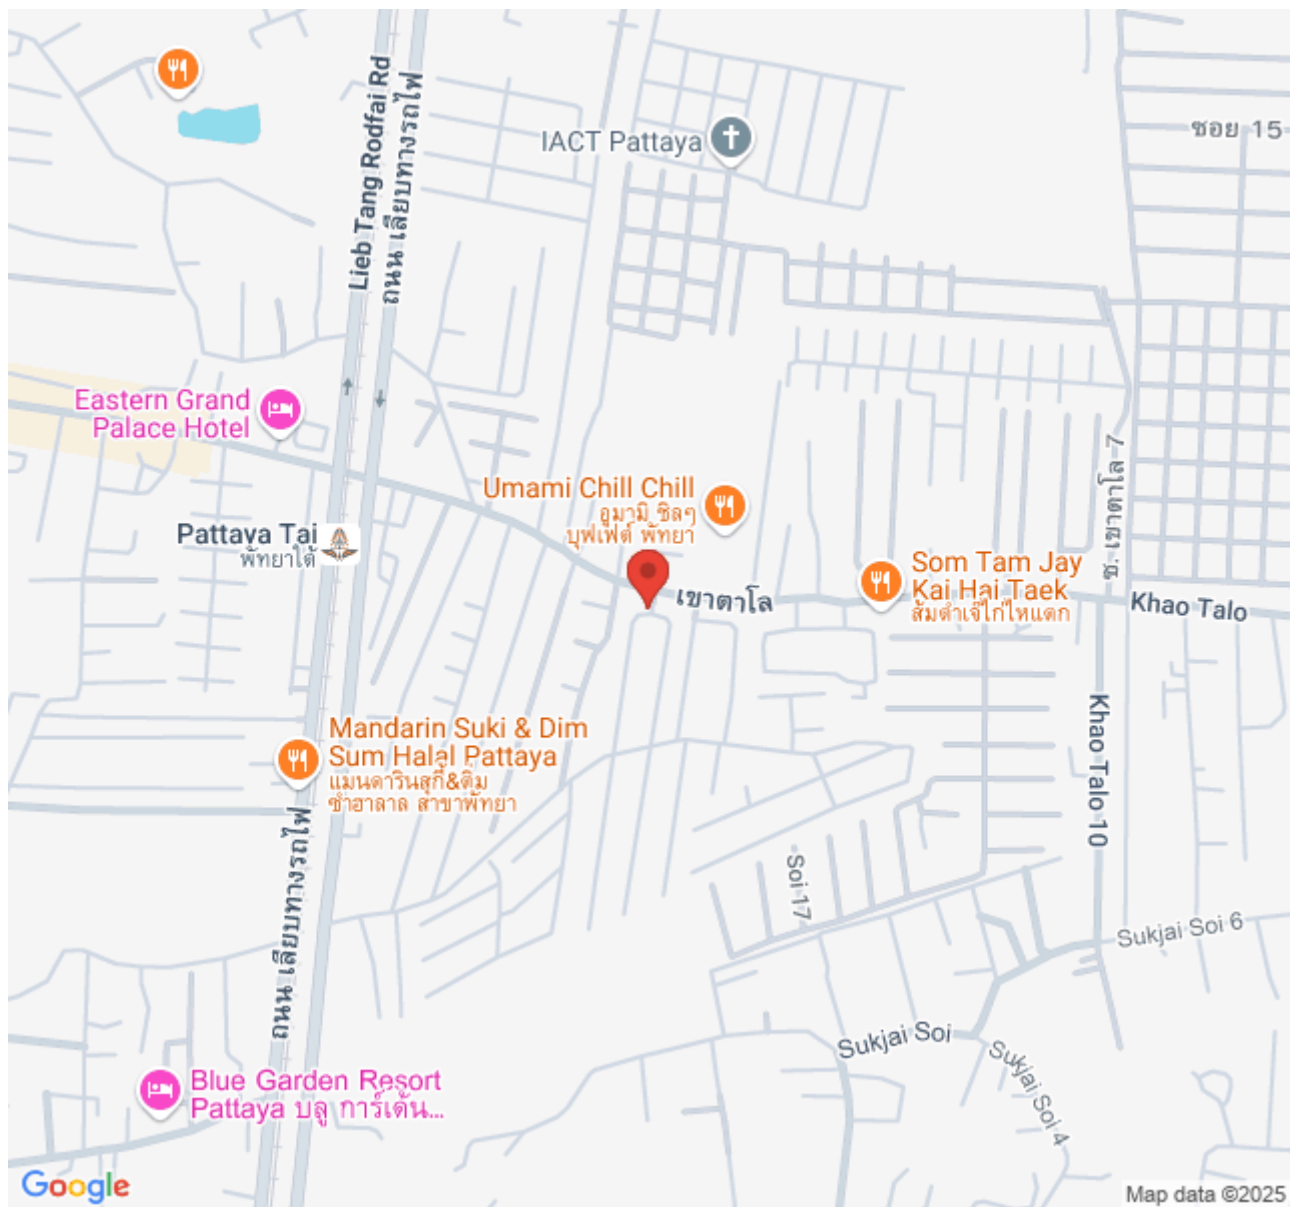 Lieb Tang Rodfai Rd
ถนน เลียบทางรถไฟ
IACT Pattaya
ซอย 15
Eastern Grand
Palace Hotel
Umami Chill Chill
อูมามิ ชิลๆ
บุฟเฟต์ พัทยา
ซ. เขาตาโล 7
Pattaya Tai
พัทยาใต้
Som Tam Jay
Kai Hai Taek
ส้มตำเจ๊ไก่ไหแตก
เขาตาโล
Khao Talo
Mandarin Suki & Dim
Sum Halal Pattaya
แมนดารินสุกี้&ติ่ม
ซำฮาลาล สาขาพัทยา
Khao Talo 10
ถนน เลียบทางรถไฟ
Soi 17
Sukjai Soi 6
Sukjai Soi
Sukjai Soi 4
Blue Garden Resort
Pattaya บลู การ์เด้น...
Google
Map data ©2025